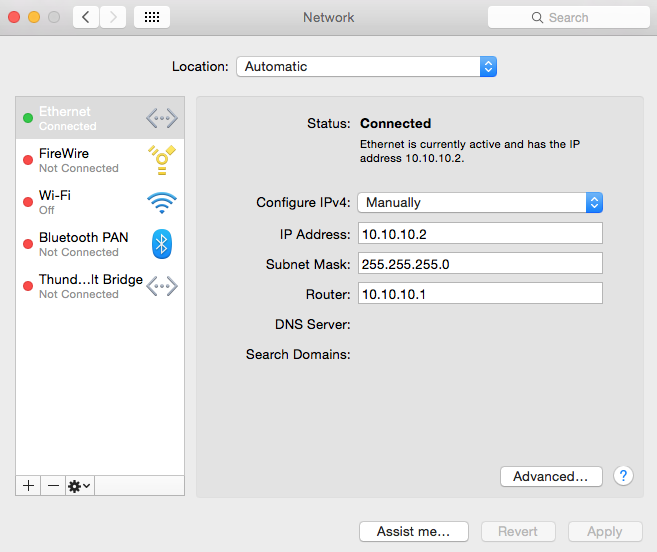 Network
Search
Location: Automatic
Ethernet
Connected
FireWire
Not Connected
Wi-Fi
Off
Bluetooth PAN
Not Connected
Thund...lt Bridge
Not Connected
Status: Connected
Ethernet is currently active and has the IP
address 10.10.10.2.
Configure IPv4: Manually
IP Address: 10.10.10.2
Subnet Mask: 255.255.255.0
Router: 10.10.10.1
DNS Server:
Search Domains:
Advanced... ?
Assist me... Revert Apply